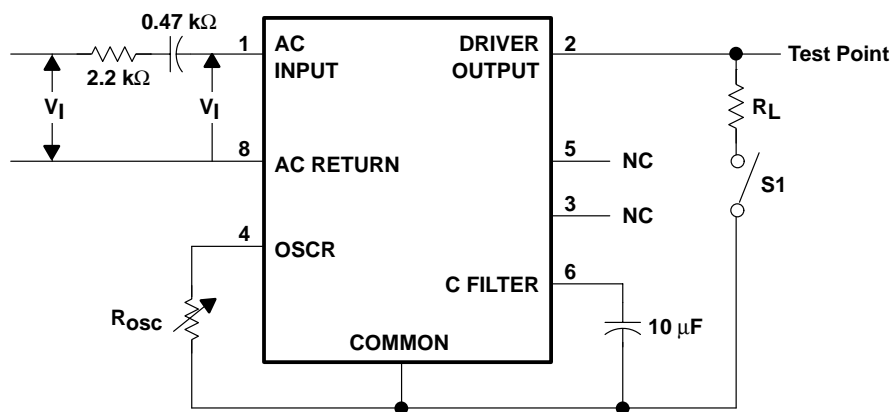 0.47 kΩ
2.2 kΩ
VI
VI
1
AC
INPUT
DRIVER
OUTPUT
2
Test Point
RL
8
AC RETURN
5
NC
S1
3
NC
4
OSCR
Rosc
C FILTER
6
10 μF
COMMON